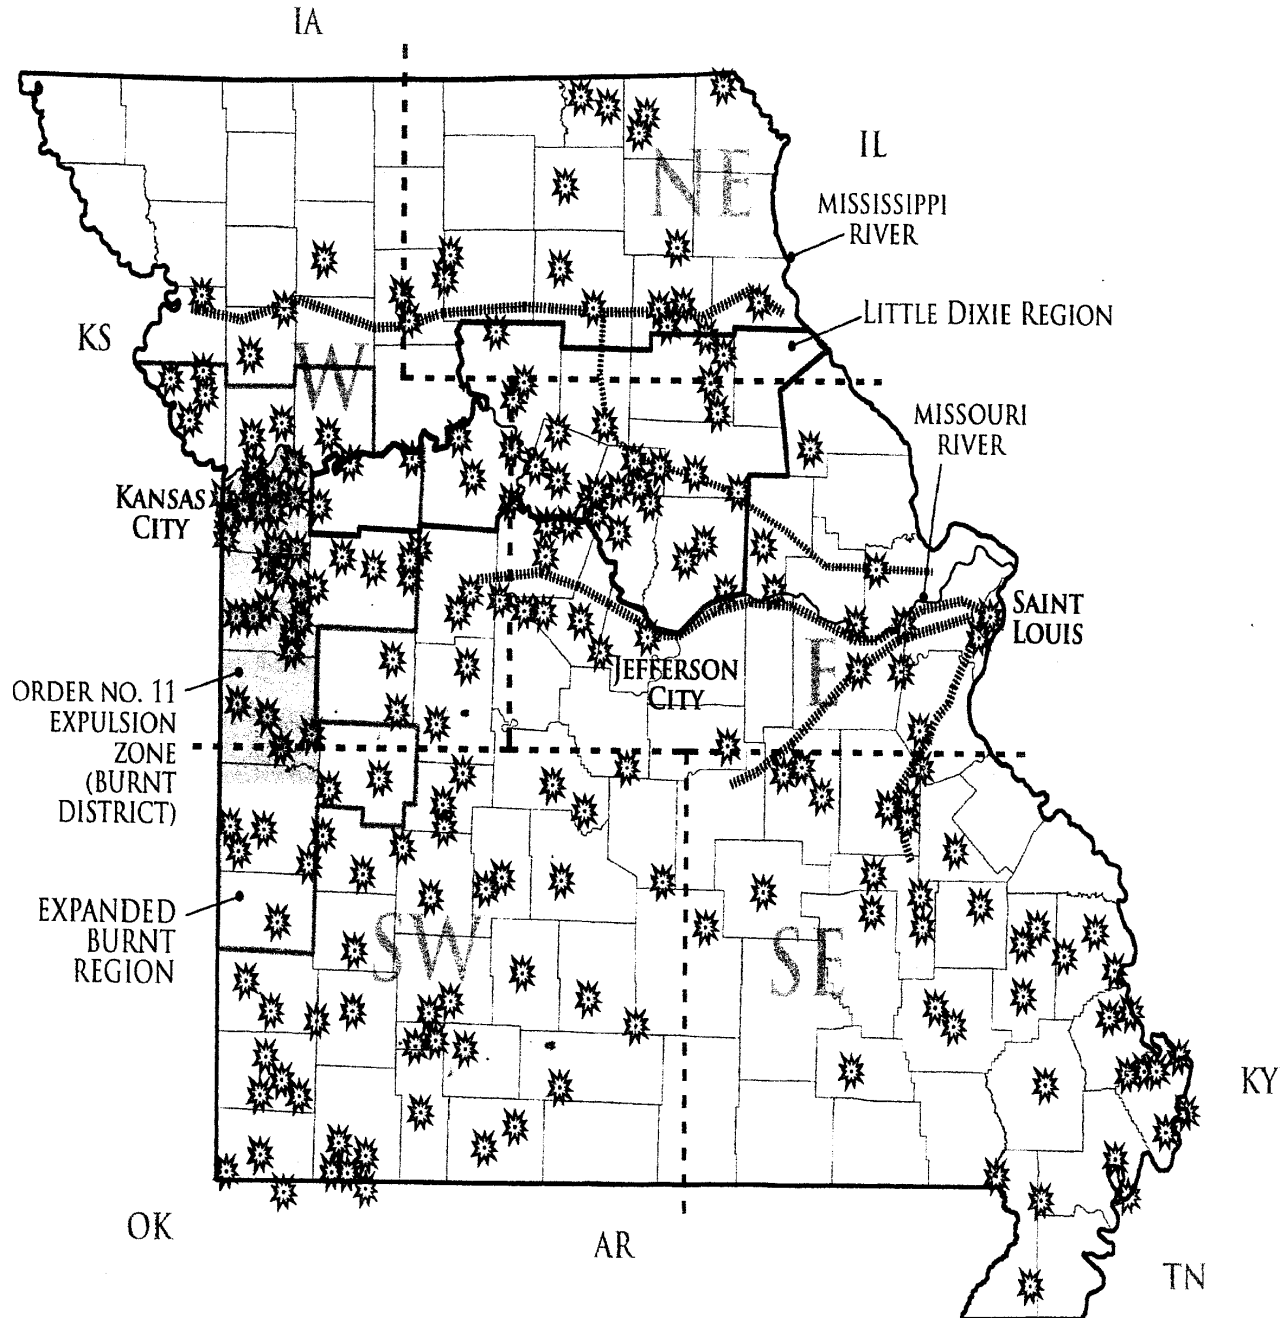 IA
IL
NE
MISSISSIPPI
RIVER
LITTLE DIXIE REGION
KS
W
MISSOURI
RIVER
KANSAS
CITY
SAINT
LOUIS
JEFFERSON
CITY
E
ORDER NO. 11
EXPULSION
ZONE
(BURNT
DISTRICT)
EXPANDED
BURNT
REGION
SW
SE
KY
OK
AR
TN